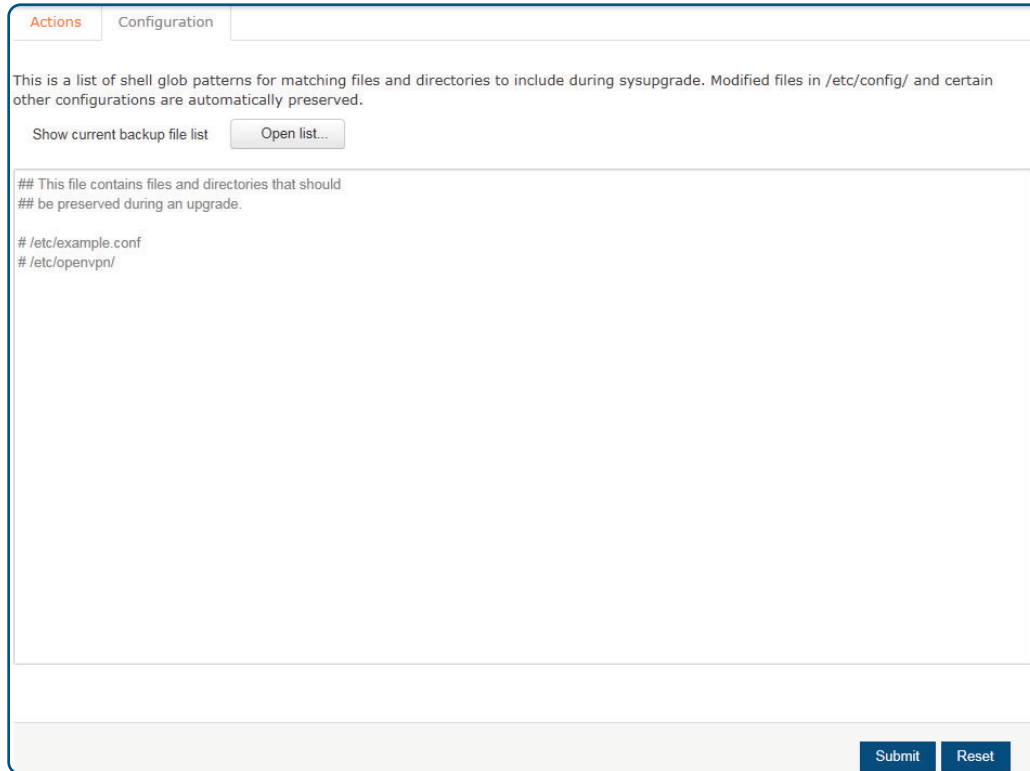 Actions Configuration
This is a list of shell glob patterns for matching files and directories to include during sysupgrade. Modified files in /etc/config/ and certain
other configurations are automatically preserved.
Show current backup file list Open list...
## This file contains files and directories that should
## be preserved during an upgrade.
# /etc/example.conf
# /etc/openvpn/
Submit Reset